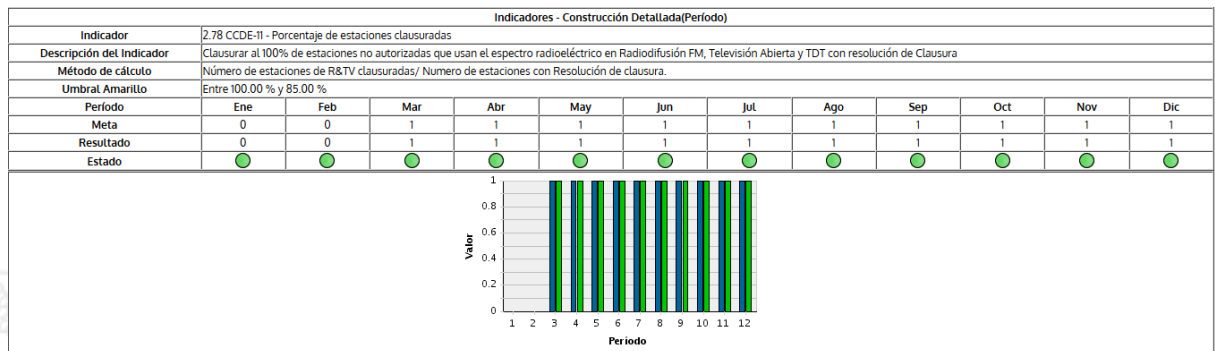 Indicadores - Construcción Detallada(Período)
Indicador 2.78 CCDE-11 - Porcentaje de estaciones clausuradas
Descripción del Indicador Clausurar al 100% de estaciones no autorizadas que usan el espectro radioeléctrico en Radiodifusión FM, Televisión Abierta y TDT con resolución de Clausura
Método de cálculo Número de estaciones de R&TV clausuradas/ Numero de estaciones con Resolución de clausura.
Umbral Amarillo Entre 100.00 % y 85.00 %
Período Ene Feb Mar Abr May Jun Jul Ago Sep Oct Nov Dic
Meta 0 0 1 1 1 1 1 1 1 1 1 1
Resultado 0 0 1 1 1 1 1 1 1 1 1 1
Estado
1
0.8
0.6
0.4
0.2
0
Valor
1 2 3 4 5 6 7 8 9 10 11 12
Periodo